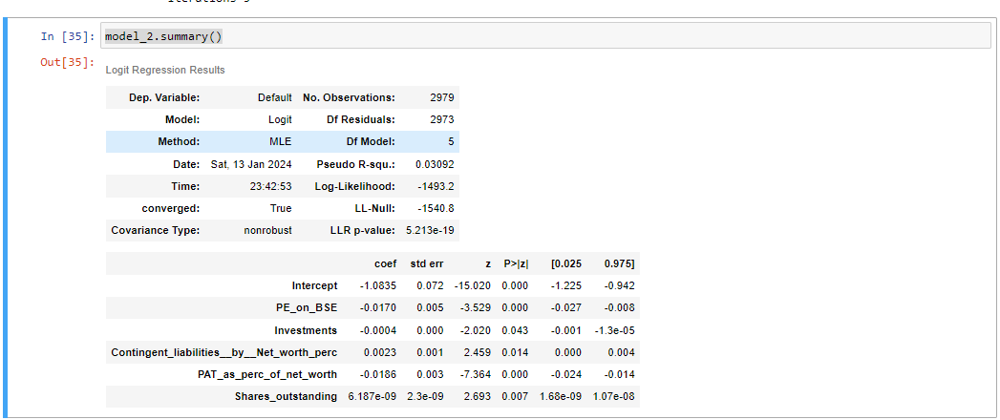 In [35]: model_2.summary()
Out[35]:
Logit Regression Results
Dep. Variable: Default No. Observations: 2979
Model: Logit Df Residuals: 2973
Method: MLE Df Model: 5
Date: Sat, 13 Jan 2024 Pseudo R-squ.: 0.03092
Time: 23:42:53 Log-Likelihood: -1493.2
converged: True LL-Null: -1540.8
Covariance Type: nonrobust LLR p-value: 5.213e-19
coef std err z P>|z| [0.025 0.975]
Intercept -1.0835 0.072 -15.020 0.000 -1.225 -0.942
PE_on_BSE -0.0170 0.005 -3.529 0.000 -0.027 -0.008
Investments -0.0004 0.000 -2.020 0.043 -0.001 -1.3e-05
Contingent_liabilities__by__Net_worth_perc 0.0023 0.001 2.459 0.014 0.000 0.004
PAT_as_perc_of_net_worth -0.0186 0.003 -7.364 0.000 -0.024 -0.014
Shares_outstanding 6.187e-09 2.3e-09 2.693 0.007 1.68e-09 1.07e-08